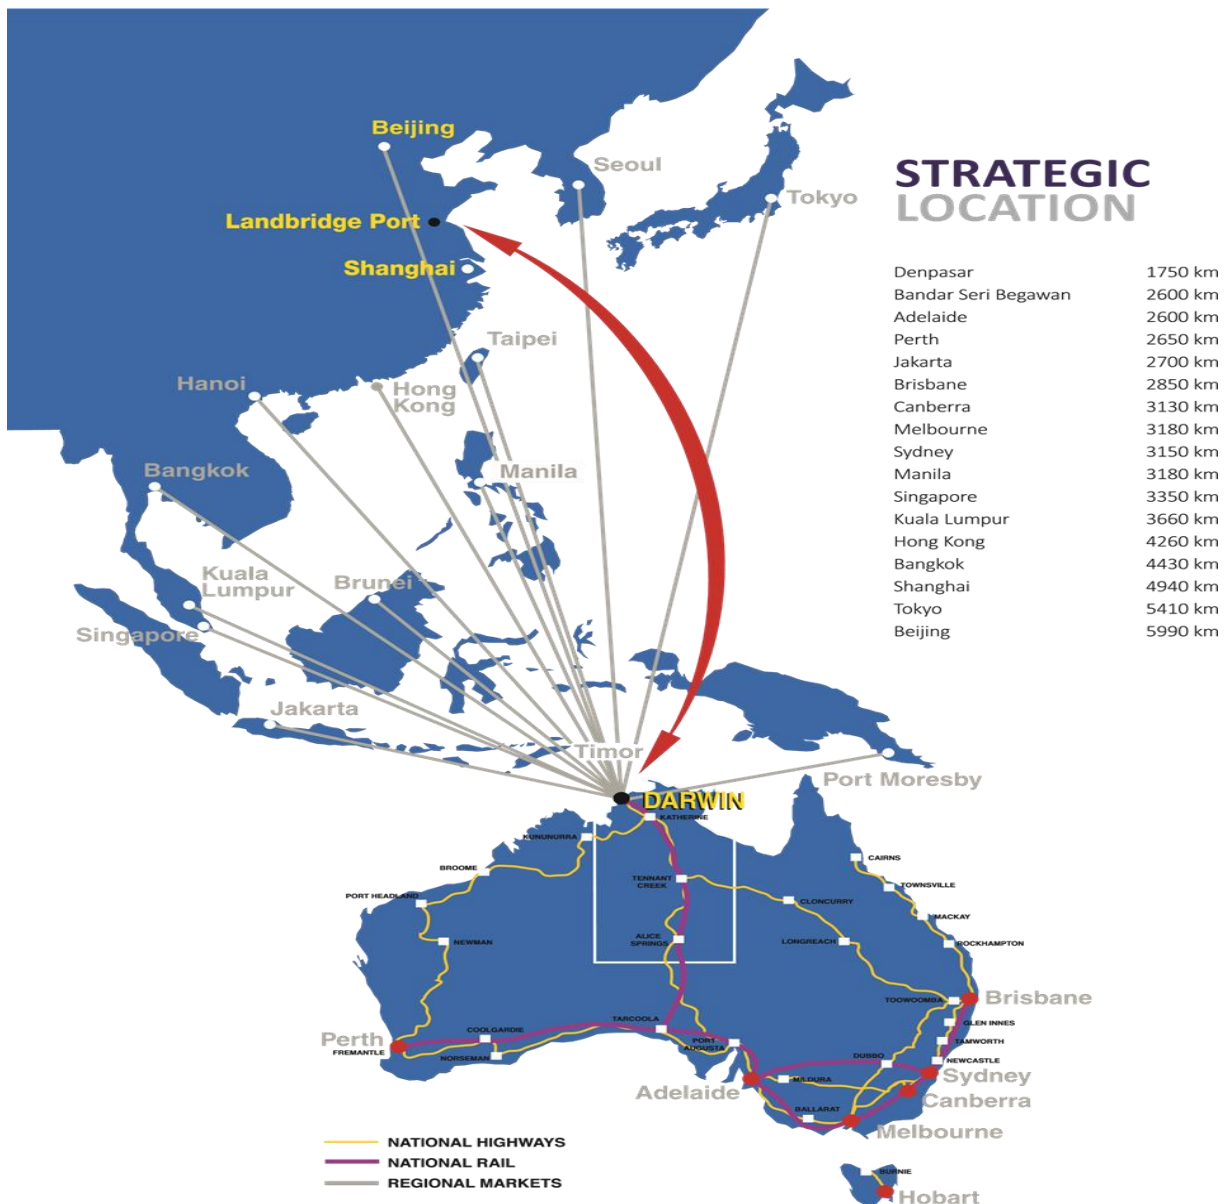 STRATEGIC
LOCATION
Denpasar 1750 km
Bandar Seri Begawan 2600 km
Adelaide 2600 km
Perth 2650 km
Jakarta 2700 km
Brisbane 2850 km
Canberra 3130 km
Melbourne 3180 km
Sydney 3150 km
Manila 3180 km
Singapore 3350 km
Kuala Lumpur 3660 km
Hong Kong 4260 km
Bangkok 4430 km
Shanghai 4940 km
Tokyo 5410 km
Beijing 5990 km
Beijing
Seoul
Tokyo
Landbridge Port
Shanghai
Taipei
Hanoi
Hong
Kong
Bangkok
Manila
Kuala
Lumpur
Brunei
Singapore
Jakarta
Timor
Port Moresby
DARWIN
KATHERINE
KUNUNURRA
BROOME
CAIRNS
TENNANT
CREEK
TOWNSVILLE
PORT HEADLAND
CLONCURRY
MACKAY
NEWMAN
ALICE
SPRINGS
LONGREACH
ROCKHAMPTON
TOOWOOMBA
Brisbane
GLEN INNES
TARCOOLA
COOLGARDIE
Perth
FREMANTLE
NORSEMAN
PORT
AUGUSTA
TAMWORTH
DUBBO
NEWCASTLE
Sydney
MILDURA
Adelaide
Canberra
BALLARAT
Melbourne
NATIONAL HIGHWAYS
NATIONAL RAIL
REGIONAL MARKETS
BURNIE
Hobart